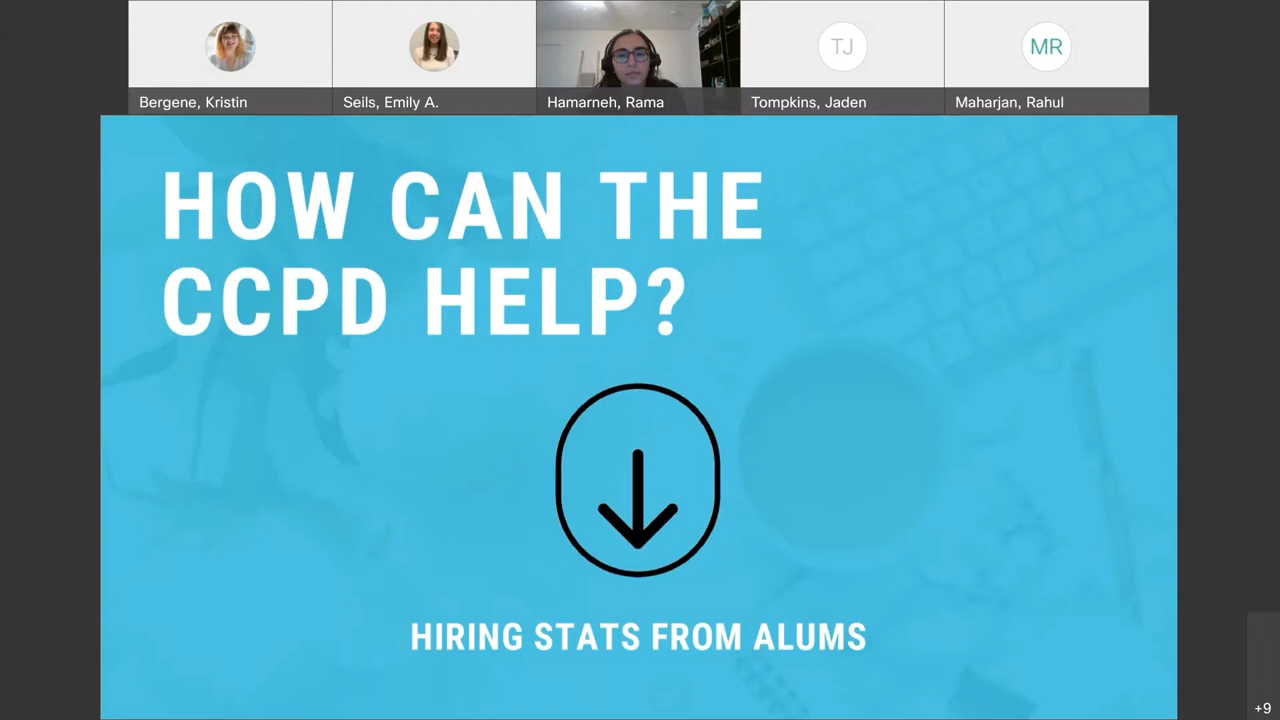 Bergene, Kristin
Seils, Emily A.
Hamarneh, Rama
TJ
Tompkins, Jaden
MR
Maharjan, Rahul
HOW CAN THE
CCPD HELP?
HIRING STATS FROM ALUMS
+9